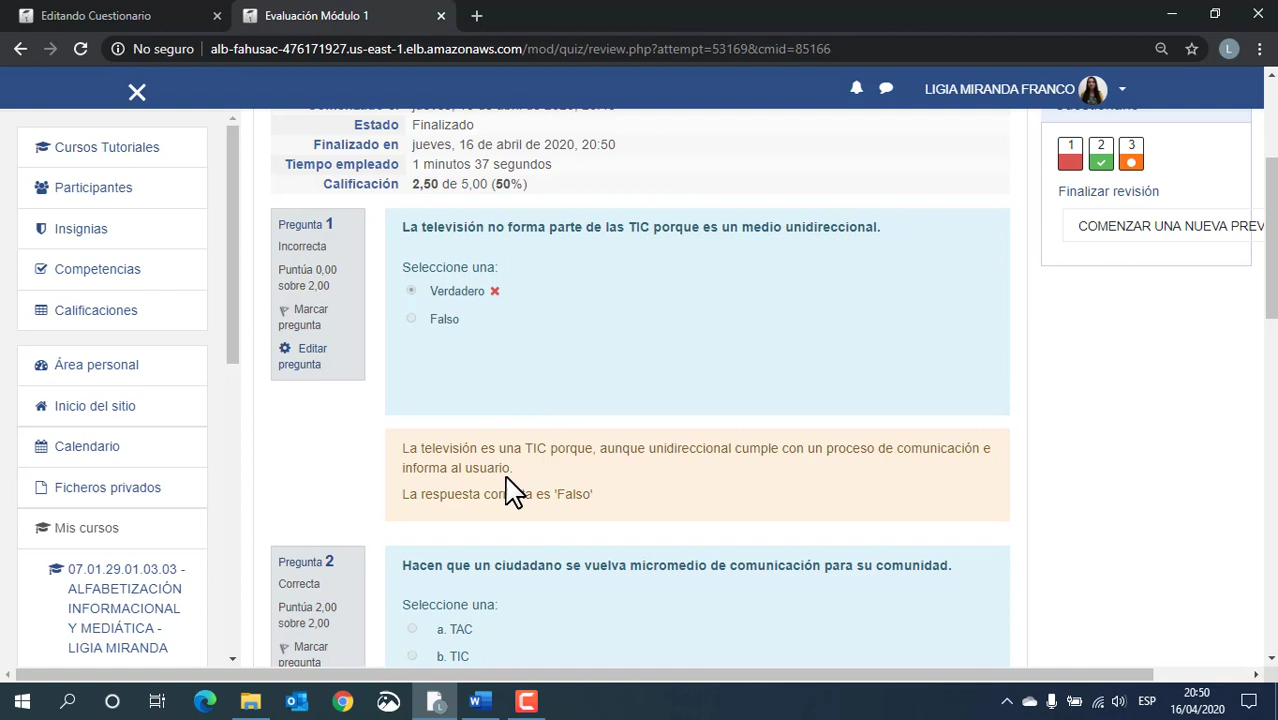 Editando Cuestionario
Evaluación Módulo 1
No seguro
alb-fahusac-476171927.us-east-1.elb.amazonaws.com/mod/quiz/review.php?attempt=53169&cmid=85166
L
LIGIA MIRANDA FRANCO
Cursos Tutoriales
Participantes
Insignias
Competencias
Calificaciones
Área personal
Inicio del sitio
Calendario
Ficheros privados
Mis cursos
07.01.29.01.03.03 -
ALFABETIZACIÓN
INFORMACIONAL
Y MEDIÁTICA -
LIGIA MIRANDA
Estado Finalizado
Finalizado en jueves, 16 de abril de 2020, 20:50
Tiempo empleado 1 minutos 37 segundos
Calificación 2,50 de 5,00 (50%)
Pregunta 1
Incorrecta
Puntúa 0,00
sobre 2,00
Marcar
pregunta
Editar
pregunta
La televisión no forma parte de las TIC porque es un medio unidireccional.
Seleccione una:
Verdadero
Falso
La televisión es una TIC porque, aunque unidireccional cumple con un proceso de comunicación e
informa al usuario.
La respuesta es 'Falso'
Pregunta 2
Correcta
Puntúa 2,00
sobre 2,00
Marcar
pregunta
Hacen que un ciudadano se vuelva micromedio de comunicación para su comunidad.
Seleccione una:
a. TAC
b. TIC
1 2 3
Finalizar revisión
COMENZAR UNA NUEVA PREV
ESP
20:50
16/04/2020